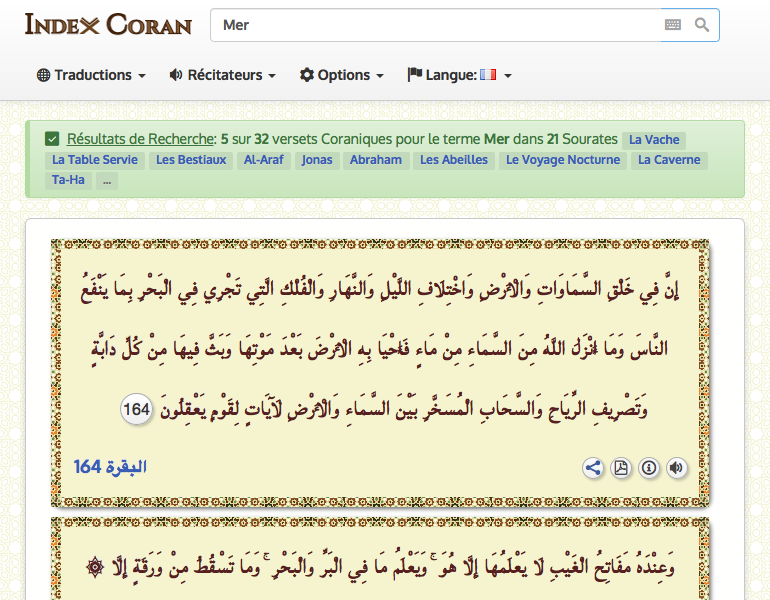 Index Coran
Mer
Traductions
Récitateurs
Options
Langue:
Résultats de Recherche: 5 sur 32 versets Coraniques pour le terme Mer dans 21 Sourates La Vache
La Table Servie Les Bestiaux Al-Araf Jonas Abraham Les Abeilles Le Voyage Nocturne La Caverne
Ta-Ha ...
إِنَّ فِي خَلْقِ السَّمَاوَاتِ وَالْأَرْضِ وَاخْتِلَافِ اللَّيْلِ وَالنَّهَارِ وَالْفُلْكِ الَّتِي تَجْرِي فِي الْبَحْرِ بِمَا يَنْفَعُ
النَّاسَ وَمَا أَنْزَلَ اللَّهُ مِنَ السَّمَاءِ مِنْ مَاءٍ فَأَحْيَا بِهِ الْأَرْضَ بَعْدَ مَوْتِهَا وَبَثَّ فِيهَا مِنْ كُلِّ دَابَّةٍ
وَتَصْرِيفِ الرِّيَاحِ وَالسَّحَابِ الْمُسَخَّرِ بَيْنَ السَّمَاءِ وَالْأَرْضِ لَآيَاتٍ لِقَوْمٍ يَعْقِلُونَ 164
البقرة 164
وَعِنْدَهُ مَفَاتِحُ الْغَيْبِ لَا يَعْلَمُهَا إِلَّا هُوَ ۚ وَيَعْلَمُ مَا فِي الْبَرِّ وَالْبَحْرِ ۚ وَمَا تَسْقُطُ مِنْ وَرَقَةٍ إِلَّا ۞